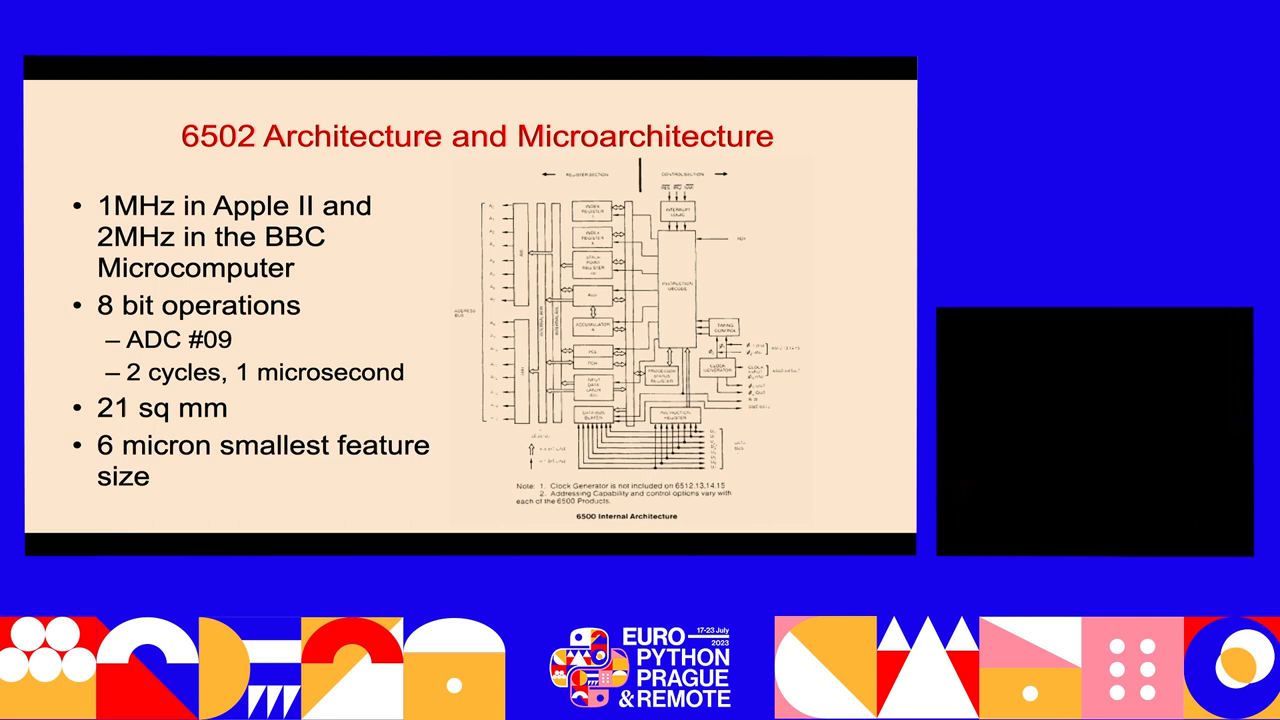 6502 Architecture and Microarchitecture
• 1MHz in Apple II and
2MHz in the BBC
Microcomputer
• 8 bit operations
– ADC #09
– 2 cycles, 1 microsecond
• 21 sq mm
• 6 micron smallest feature
size
REGISTER SECTION
CONTROL SECTION
INTERRUPT
LOGIC
INDEX
REGISTER
Y
INDEX
REGISTER
X
STACK
POINT
REGISTER
ALU
INSTRUCTION
DECODE
ADDRESS
BUS
ACCUMULATOR
A
TIMING
CONTROL
PCL
PCH
CLOCK
GENERATOR
PROCESSOR
STATUS
REGISTER
INPUT
DATA
LATCH
DATA BUS
BUFFER
INSTRUCTION
REGISTER
DATA
BUS
Note: 1. Clock Generator is not included on 6512,13,14,15
2. Addressing Capability and control options vary with
each of the 6500 Products.
6500 Internal Architecture
17-23 July
2023
EURO
PYTHON
PRAGUE
& REMOTE